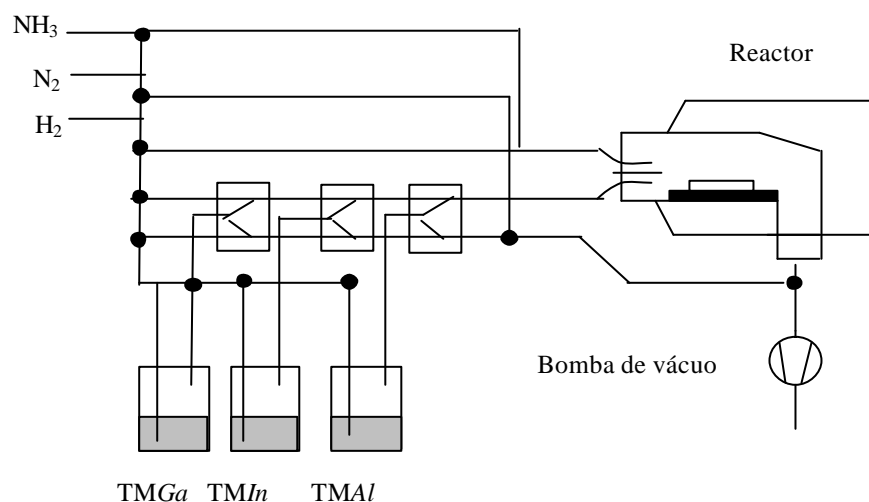 NH₃
Reactor
N₂
H₂
Bomba de vácuo
TMGa TMIn TMAl